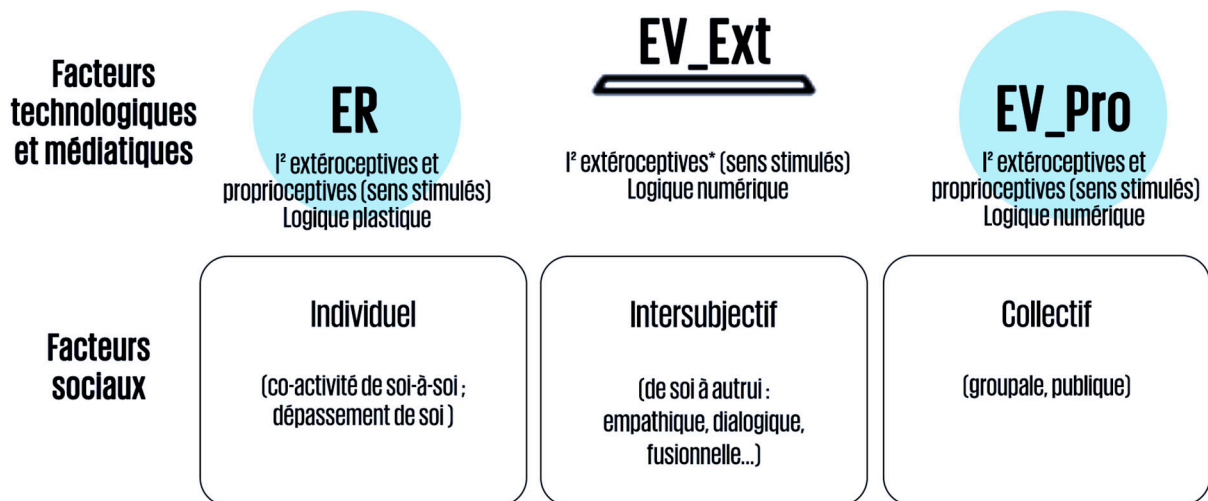 Facteurs
technologiques
et médiatiques
ER
I² extéroceptives et
proprioceptives (sens stimulés)
Logique plastique
EV_Ext
I² extéroceptives* (sens stimulés)
Logique numérique
EV_Pro
I² extéroceptives et
proprioceptives (sens stimulés)
Logique numérique
Facteurs
sociaux
Individuel
(co-activité de soi-à-soi ;
dépassement de soi )
Intersubjectif
(de soi à autrui :
empathique, dialogique,
fusionnelle...)
Collectif
(groupale, publique)